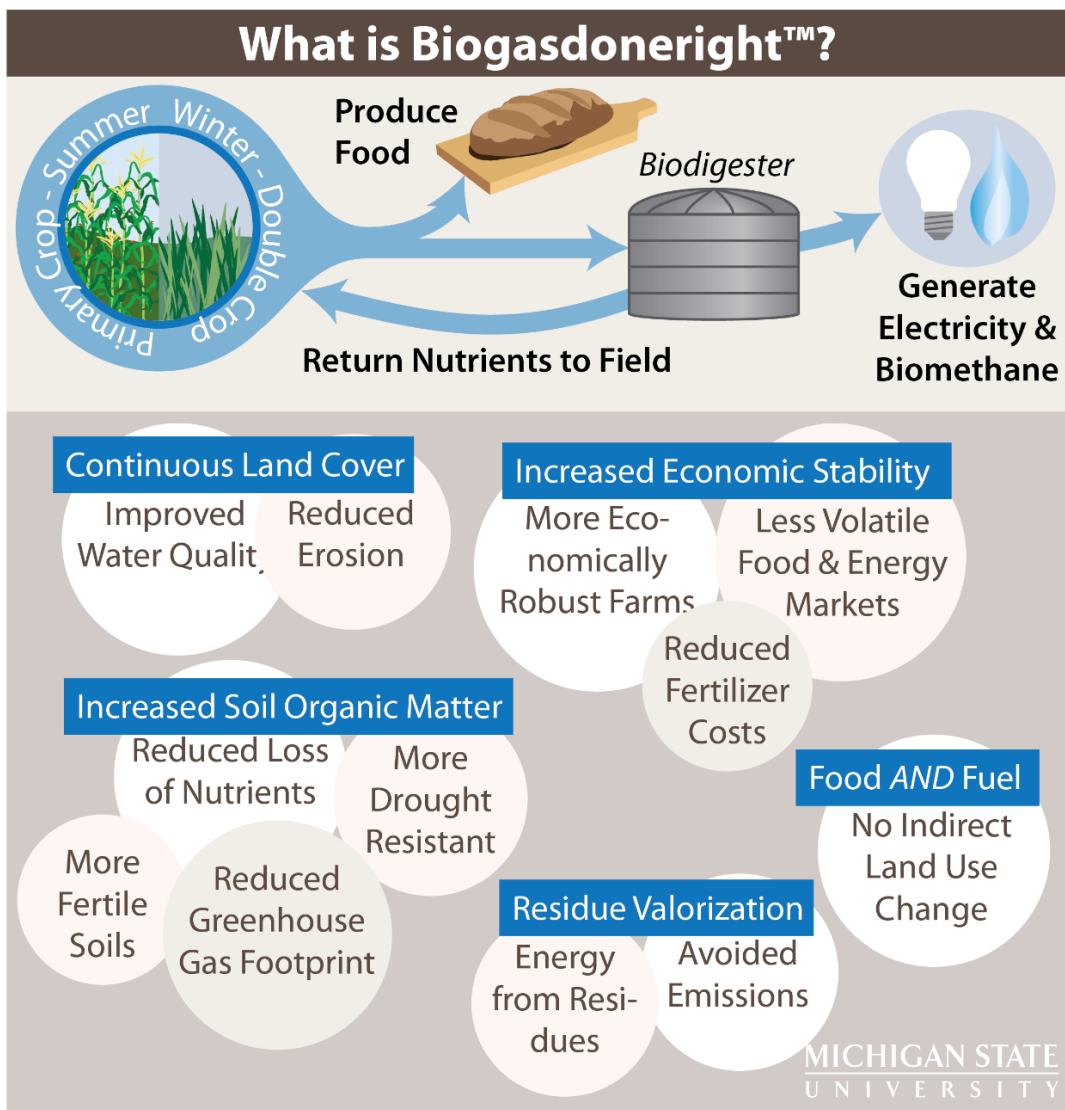 What is Biogasdoneright™?
Primary Crop - Summer Winter - Double Crop
Produce
Food
Biodigester
Generate
Electricity &
Biomethane
Return Nutrients to Field
Continuous Land Cover
Improved
Water Quality
Reduced
Erosion
Increased Economic Stability
More Eco-
nomically
Robust Farms
Less Volatile
Food & Energy
Markets
Reduced
Fertilizer
Costs
Increased Soil Organic Matter
Reduced Loss
of Nutrients
More
Drought
Resistant
More
Fertile
Soils
Reduced
Greenhouse
Gas Footprint
Food AND Fuel
No Indirect
Land Use
Change
Residue Valorization
Energy
from Resi-
dues
Avoided
Emissions
MICHIGAN STATE
UNIVERSITY